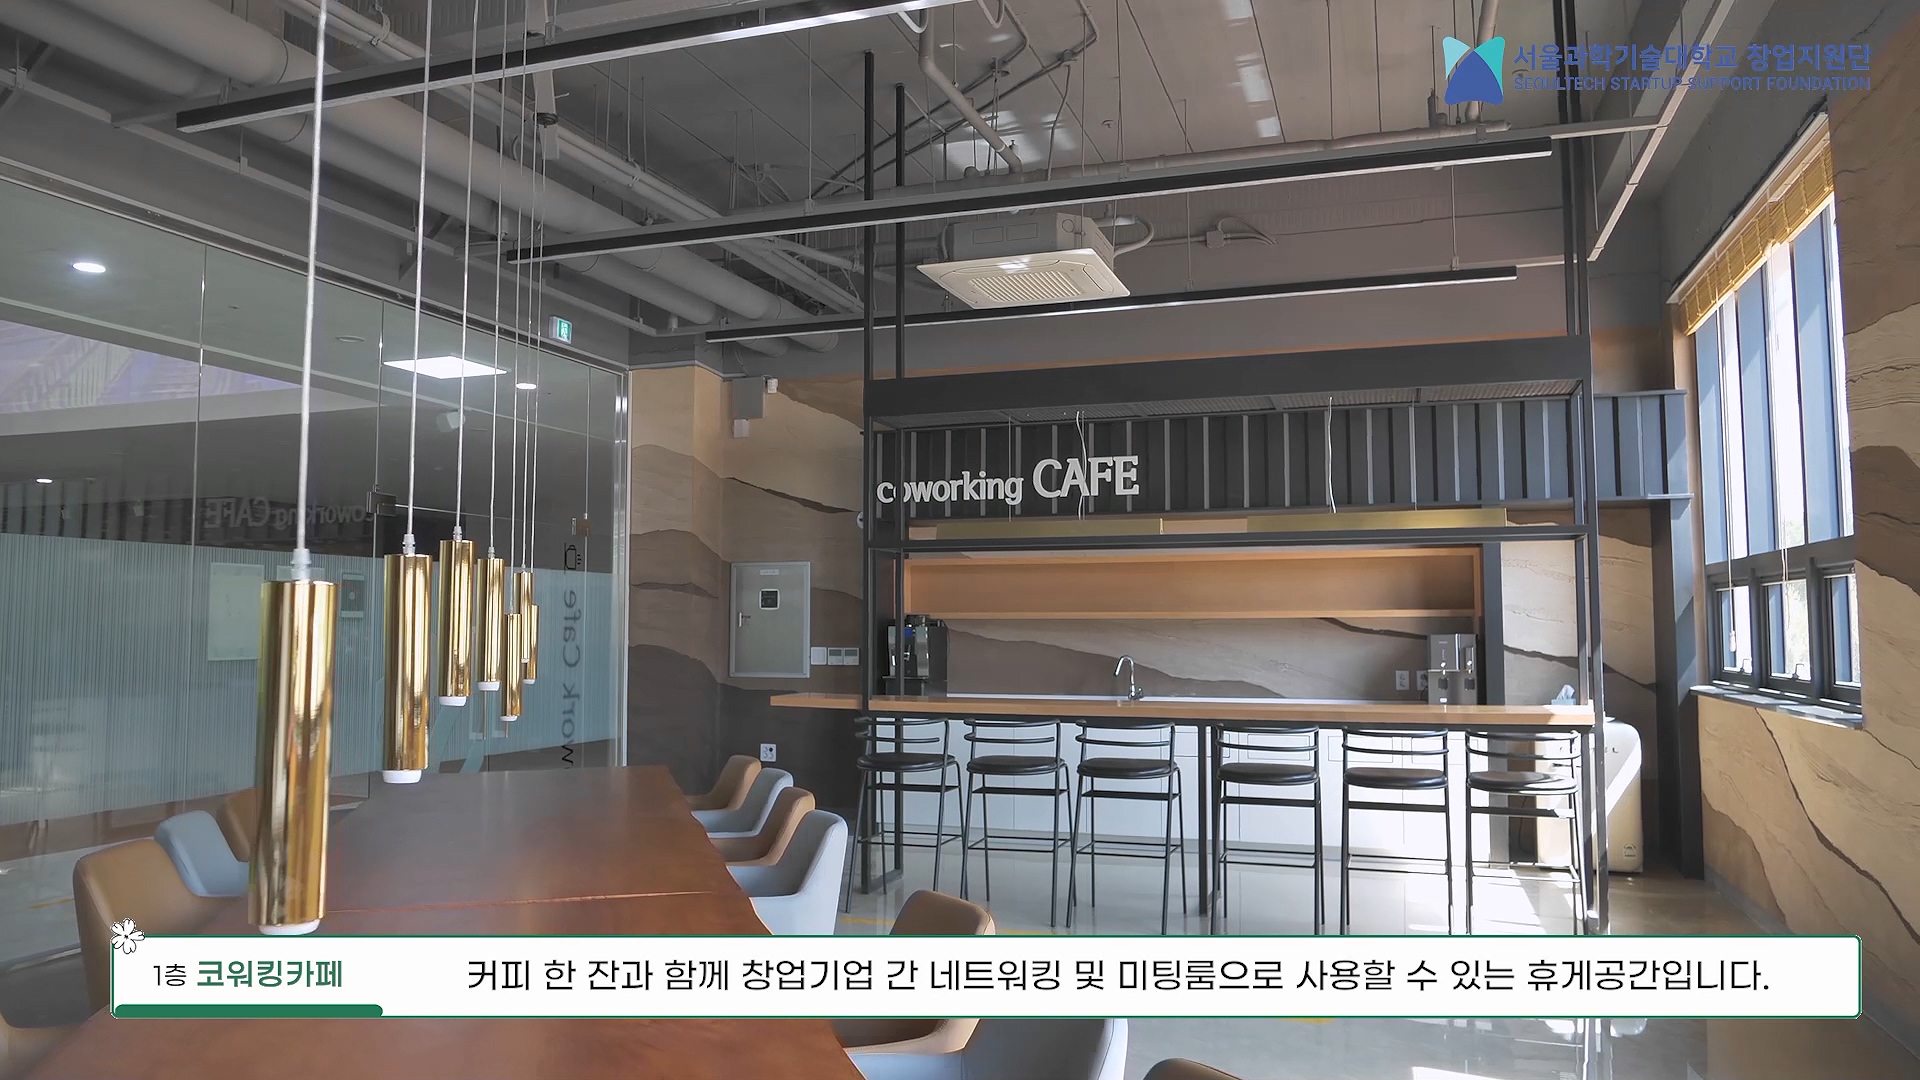 서울과학기술대학교 창업지원단
SEOULTECH STARTUP SUPPORT FOUNDATION
coworking CAFE
cowork Cafe
1층 코워킹카페
커피 한 잔과 함께 창업기업 간 네트워킹 및 미팅룸으로 사용할 수 있는 휴게공간입니다.